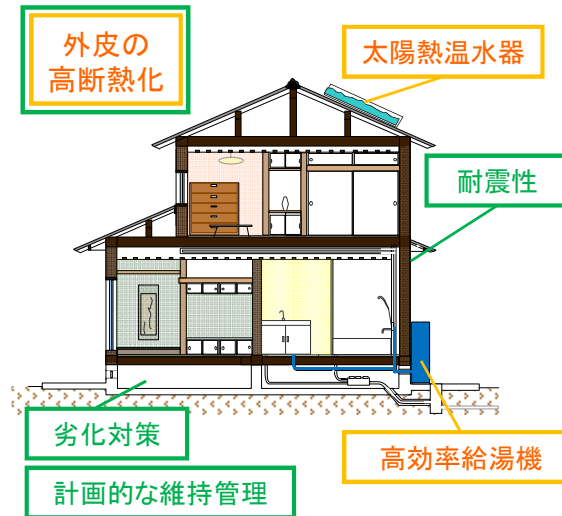 外皮の
高断熱化
太陽熱温水器
耐震性
劣化対策
高効率給湯機
計画的な維持管理